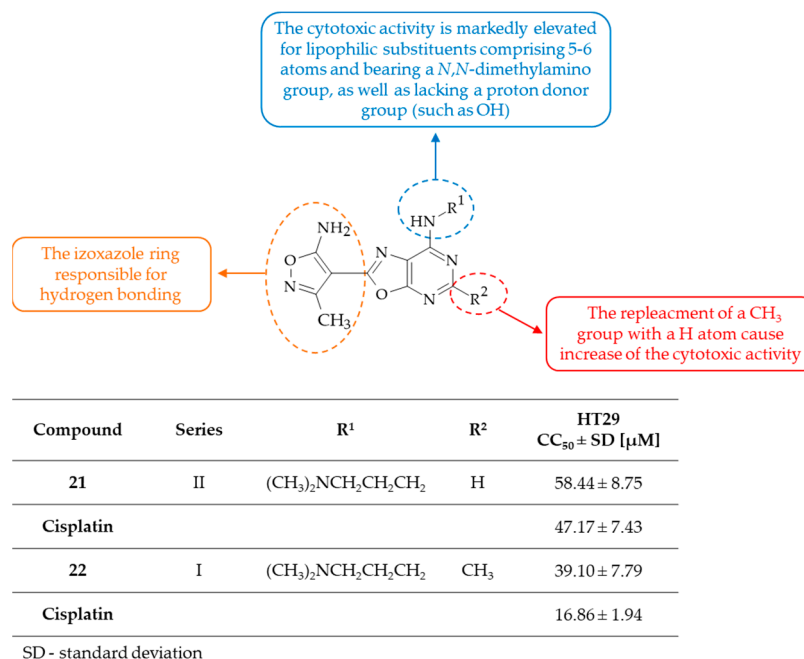 The cytotoxic activity is markedly elevated
for lipophilic substituents comprising 5-6
atoms and bearing a N,N-dimethylamino
group, as well as lacking a proton donor
group (such as OH)
HN R¹
NH₂
O N N
N O N R²
CH₃
The izoxazole ring
responsible for
hydrogen bonding
The repleacment of a CH₃
group with a H atom cause
increase of the cytotoxic activity
Compound Series R¹ R² HT29 CC₅₀ ± SD [µM]
21 II (CH₃)₂NCH₂CH₂CH₂ H 58.44 ± 8.75
Cisplatin 47.17 ± 7.43
22 I (CH₃)₂NCH₂CH₂CH₂ CH₃ 39.10 ± 7.79
Cisplatin 16.86 ± 1.94
SD - standard deviation